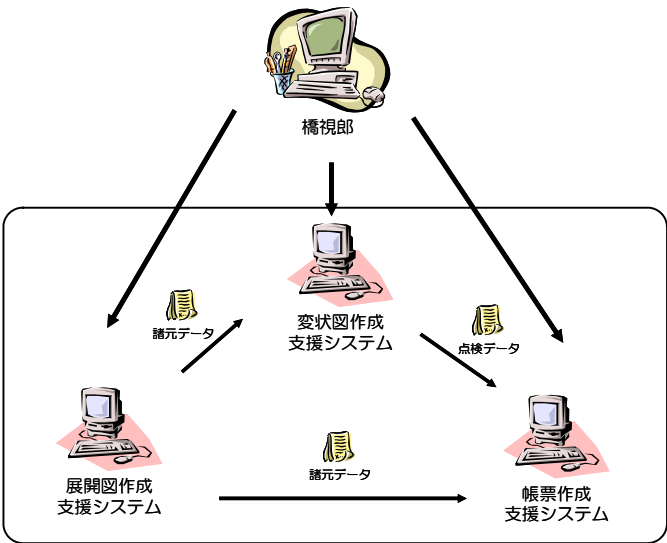 橋視郎
諸元データ
変状図作成
支援システム
点検データ
展開図作成
支援システム
諸元データ
帳票作成
支援システム